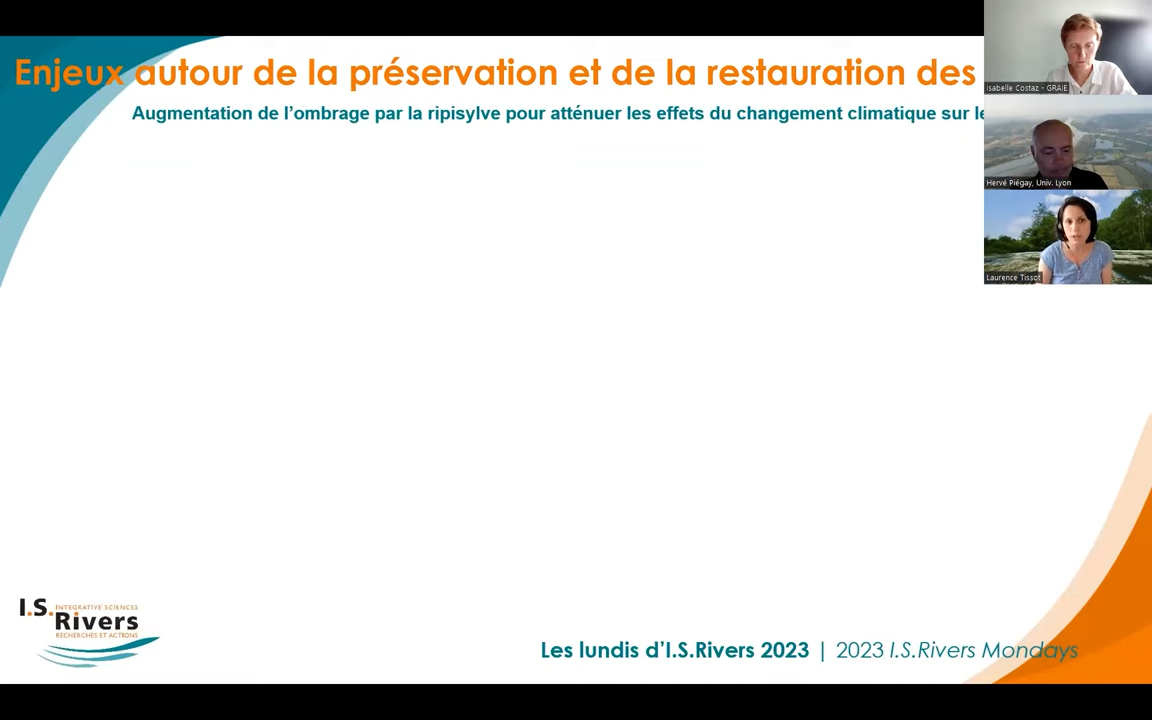 Enjeux autour de la préservation et de la restauration des
Augmentation de l’ombrage par la ripisylve pour atténuer les effets du changement climatique sur le
Isabelle Costaz - GRAIE
Hervé Piégay, Univ. Lyon
Laurence Tissot
I.S. INTEGRATIVE SCIENCES
Rivers
RECHERCHES ET ACTIONS
Les lundis d’I.S.Rivers 2023 | 2023 I.S.Rivers Mondays